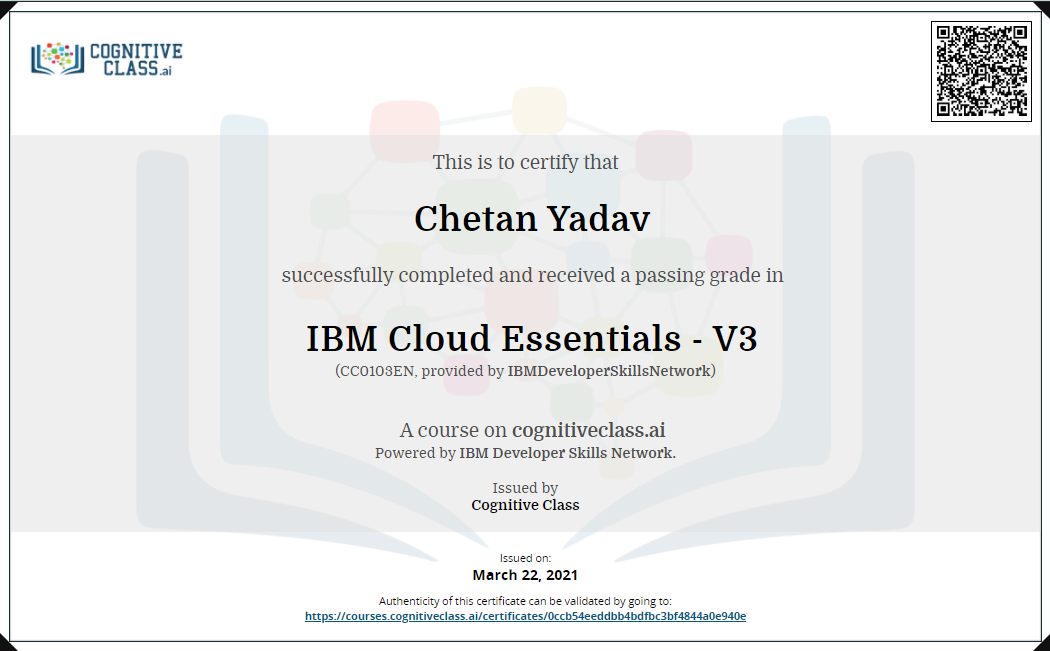 COGNITIVE
CLASS.ai
This is to certify that
Chetan Yadav
successfully completed and received a passing grade in
IBM Cloud Essentials - V3
(CC0103EN, provided by IBMDeveloperSkillsNetwork)
A course on cognitiveclass.ai
Powered by IBM Developer Skills Network.
Issued by
Cognitive Class
Issued on:
March 22, 2021
Authenticity of this certificate can be validated by going to:
https://courses.cognitiveclass.ai/certificates/0ccb54eeddbb4bdfbc3bf4844a0e940e